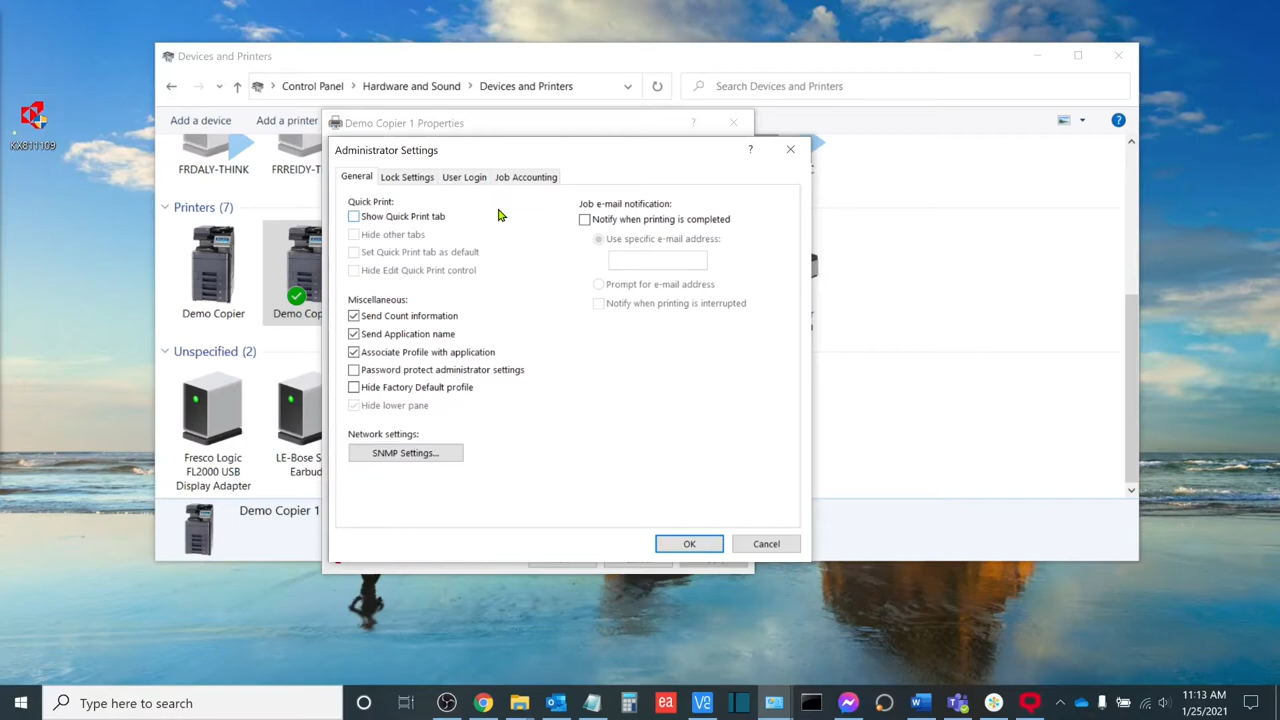 KX811109
Devices and Printers
Control Panel > Hardware and Sound > Devices and Printers
Search Devices and Printers
Add a device
Add a printer
FRDALY-THINK
FRREIDY-TH
Printers (7)
Demo Copier
Demo Cop
Unspecified (2)
Fresco Logic
FL2000 USB
Display Adapter
LE-Bose S
Earbud
Demo Copier 1
Demo Copier 1 Properties
?
Administrator Settings
?
General
Lock Settings
User Login
Job Accounting
Quick Print:
Show Quick Print tab
Hide other tabs
Set Quick Print tab as default
Hide Edit Quick Print control
Miscellaneous:
Send Count information
Send Application name
Associate Profile with application
Password protect administrator settings
Hide Factory Default profile
Hide lower pane
Network settings:
SNMP Settings...
Job e-mail notification:
Notify when printing is completed
Use specific e-mail address:
Prompt for e-mail address
Notify when printing is interrupted
OK
Cancel
Type here to search
ea
11:13 AM
1/25/2021